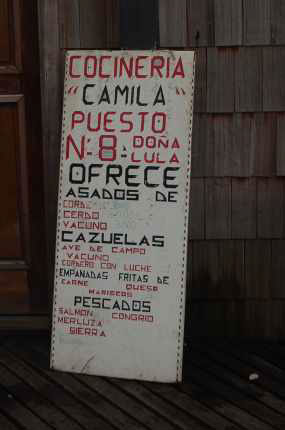 COCINERIA
"CAMILA"
PUESTO
Nº 8 - DOÑA LULA
OFRECE
ASADOS DE
CERDO
VACUNO
CAZUELAS
AVE DE CAMPO
VACUNO
CORDERO CON LUCHE
EMPANADAS FRITAS DE
CARNE QUESO
MARISCOS
PESCADOS
SALMON CONGRIO
MERLUZA
SIERRA